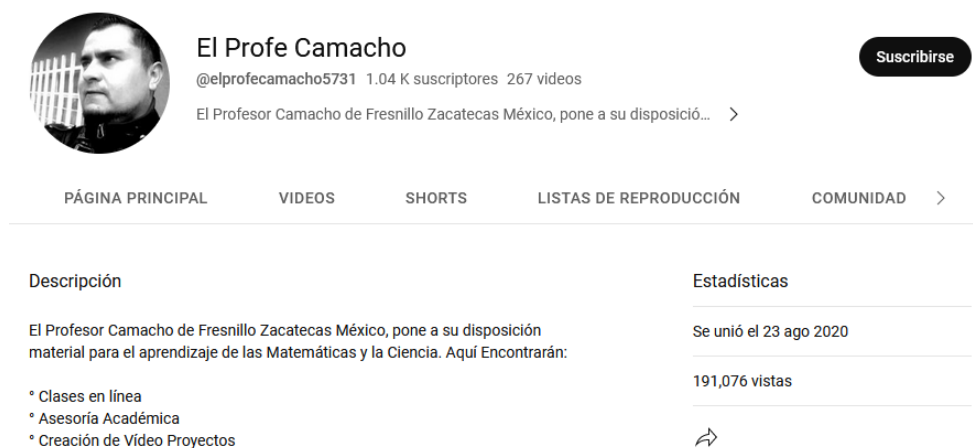 El Profe Camacho
@elprofecamacho5731 1.04 K suscriptores 267 videos
Suscribirse
El Profesor Camacho de Fresnillo Zacatecas México, pone a su disposició...
PÁGINA PRINCIPAL VIDEOS SHORTS LISTAS DE REPRODUCCIÓN COMUNIDAD
Descripción
El Profesor Camacho de Fresnillo Zacatecas México, pone a su disposición
material para el aprendizaje de las Matemáticas y la Ciencia. Aquí Encontrarán:
° Clases en línea
° Asesoría Académica
° Creación de Vídeo Proyectos
Estadísticas
Se unió el 23 ago 2020
191,076 vistas